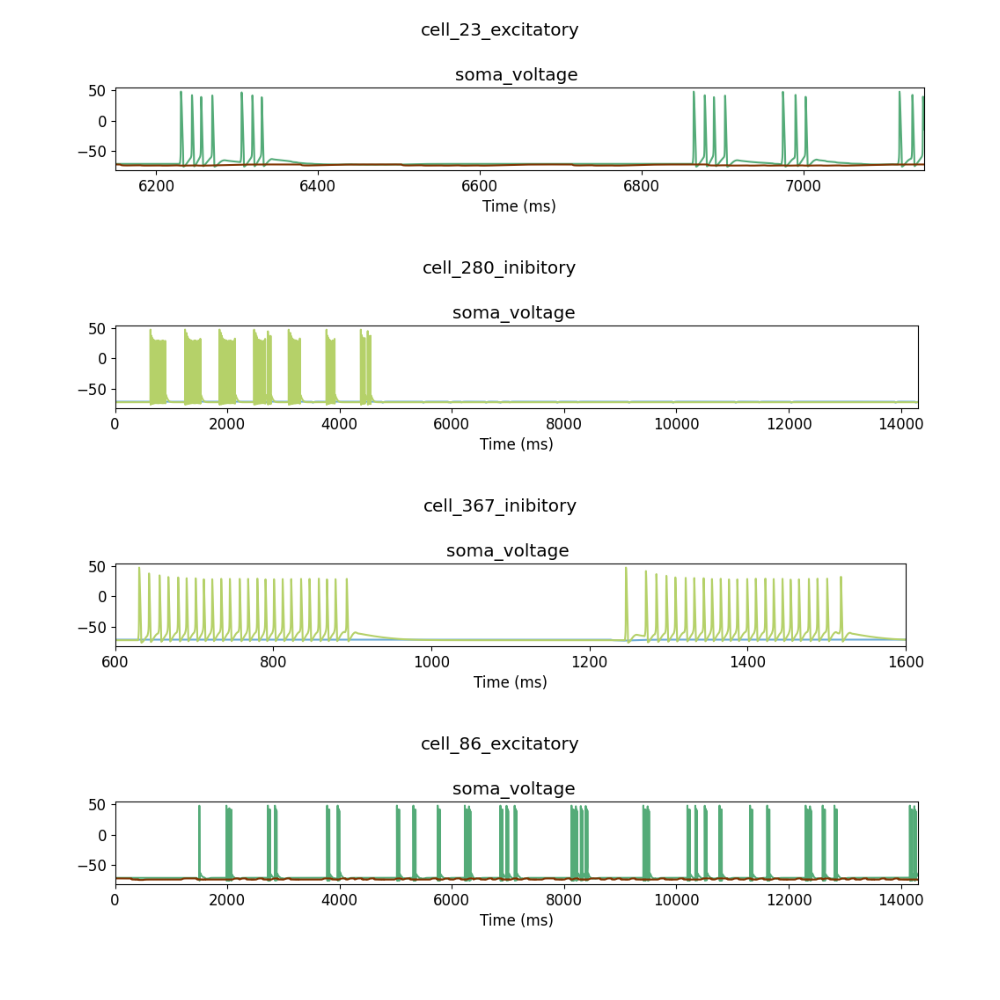 cell_23_excitatory
soma_voltage
50
0
−50
6200 6400 6600 6800 7000
Time (ms)
cell_280_inibitory
soma_voltage
50
0
−50
0 2000 4000 6000 8000 10000 12000 14000
Time (ms)
cell_367_inibitory
soma_voltage
50
0
−50
600 800 1000 1200 1400 1600
Time (ms)
cell_86_excitatory
soma_voltage
50
0
−50
0 2000 4000 6000 8000 10000 12000 14000
Time (ms)